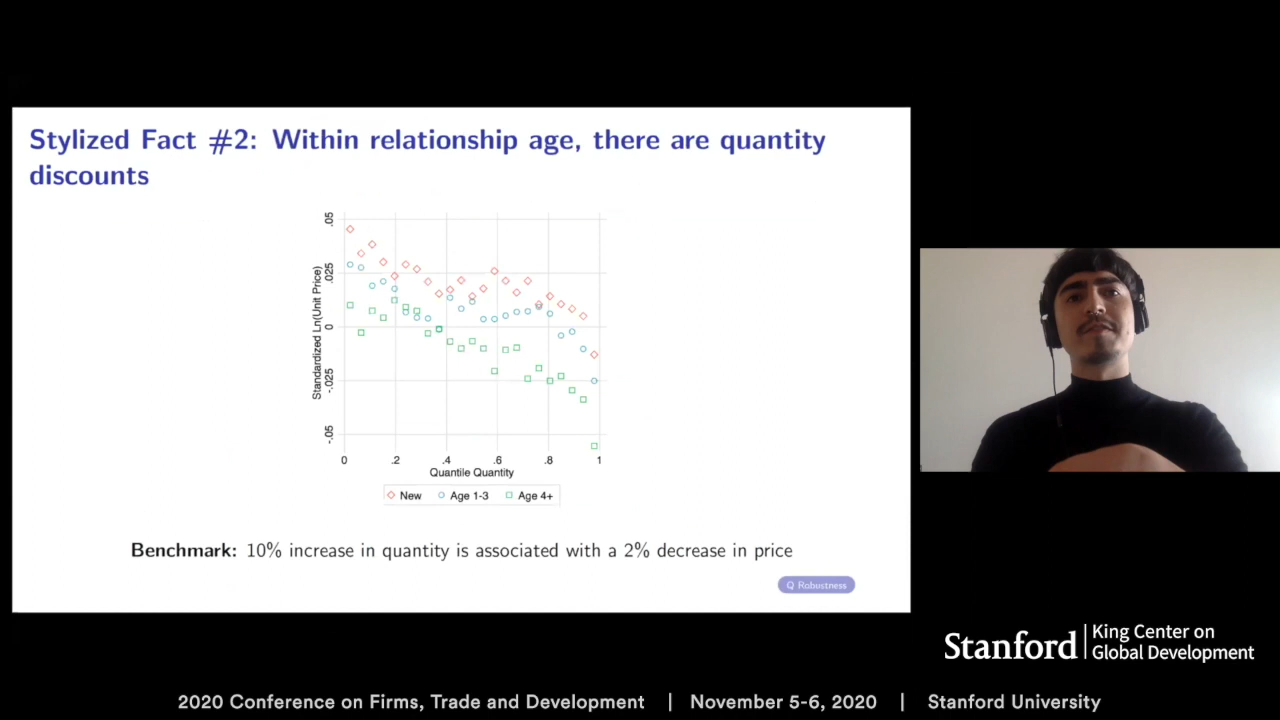 Stylized Fact #2: Within relationship age, there are quantity
discounts
.05
.025
0
-.025
-.05
Standardized Ln(Unit Price)
0 .2 .4 .6 .8 1
Quantile Quantity
New Age 1-3 Age 4+
Benchmark: 10% increase in quantity is associated with a 2% decrease in price
Q Robustness
Stanford
King Center on
Global Development
2020 Conference on Firms, Trade and Development | November 5-6, 2020 | Stanford University